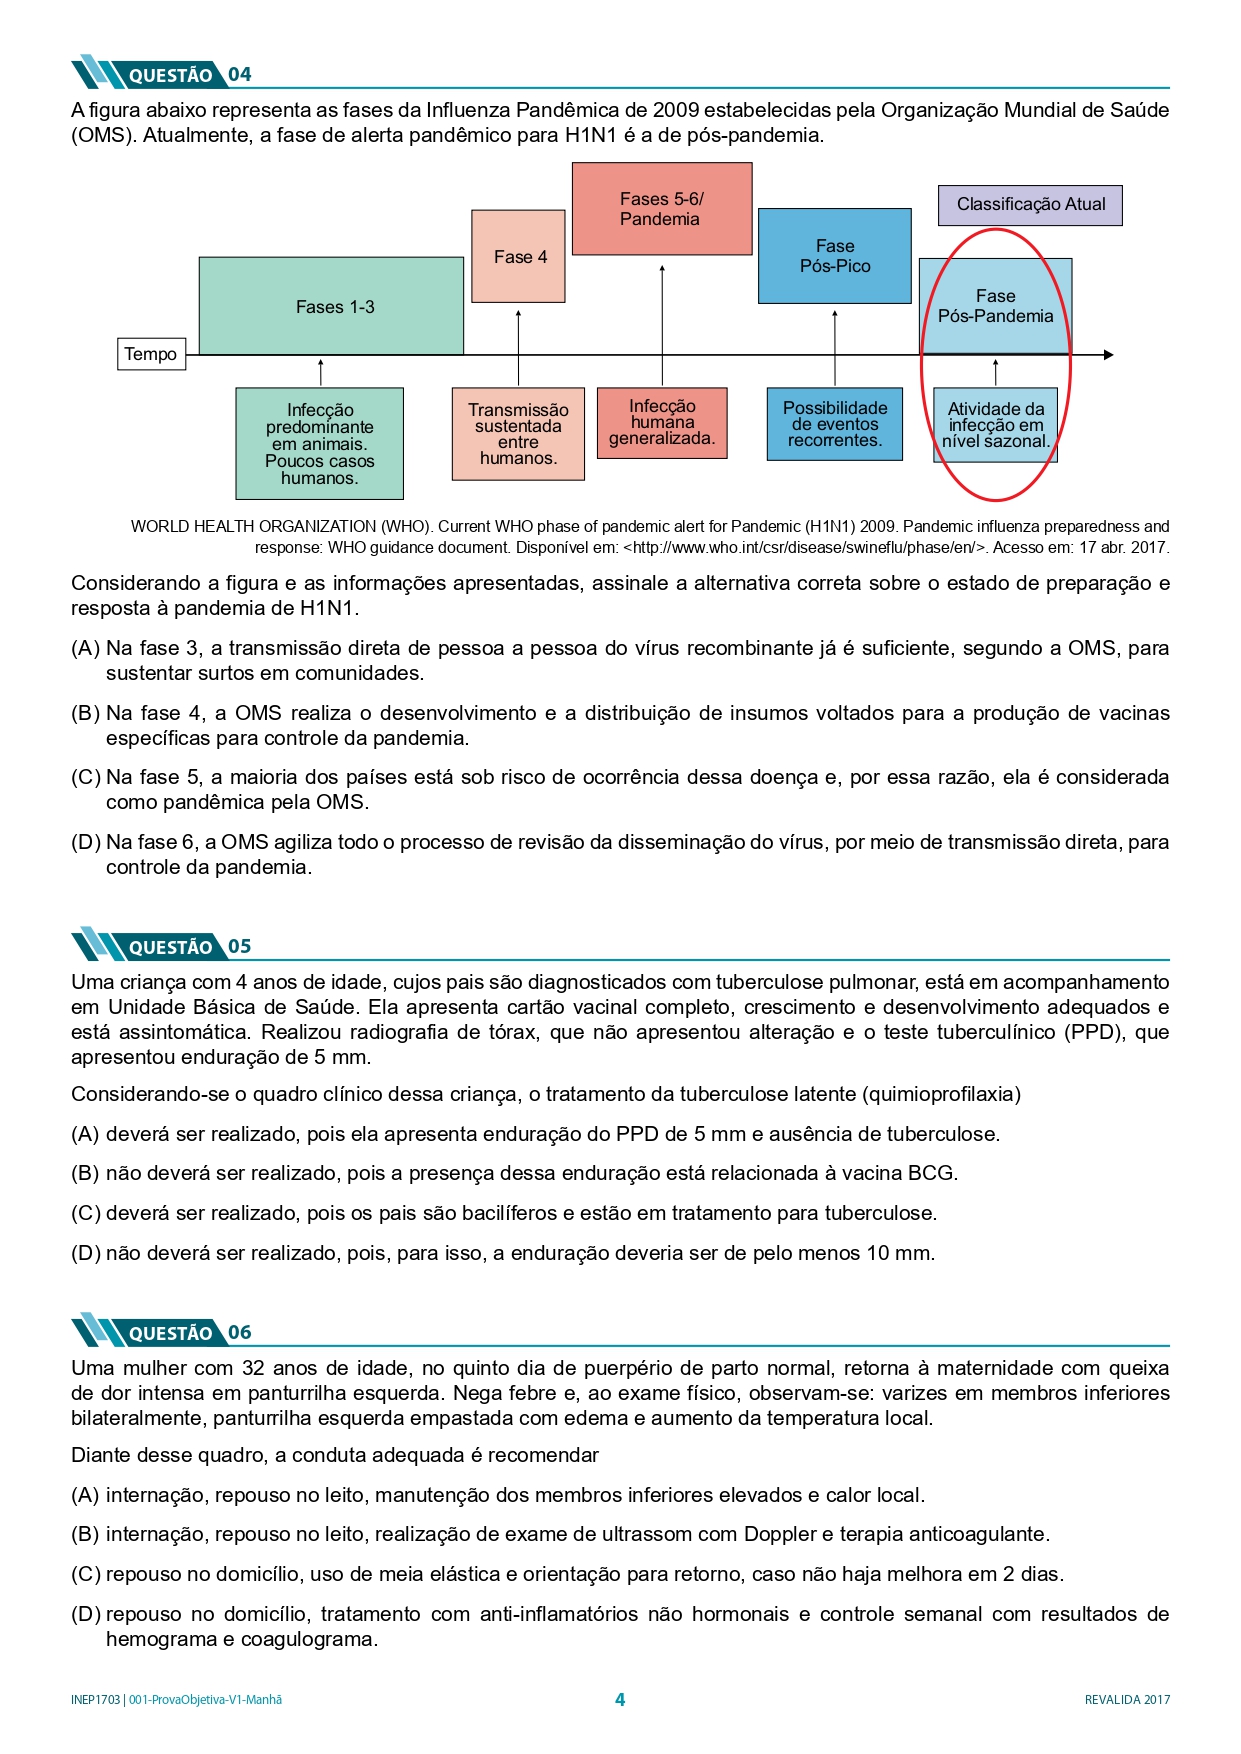 QUESTÃO 04
A figura abaixo representa as fases da Influenza Pandêmica de 2009 estabelecidas pela Organização Mundial de Saúde
(OMS). Atualmente, a fase de alerta pandêmico para H1N1 é a de pós-pandemia.
Fases 1-3
Fase 4
Fases 5-6/
Pandemia
Fase
Pós-Pico
Classificação Atual
Fase
Pós-Pandemia
Tempo
Infecção
predominante
em animais.
Poucos casos
humanos.
Transmissão
sustentada
entre
humanos.
Infecção
humana
generalizada.
Possibilidade
de eventos
recorrentes.
Atividade da
infecção em
nível sazonal.
WORLD HEALTH ORGANIZATION (WHO). Current WHO phase of pandemic alert for Pandemic (H1N1) 2009. Pandemic influenza preparedness and
response: WHO guidance document. Disponível em: <http://www.who.int/csr/disease/swineflu/phase/en/>. Acesso em: 17 abr. 2017.
Considerando a figura e as informações apresentadas, assinale a alternativa correta sobre o estado de preparação e
resposta à pandemia de H1N1.
(A) Na fase 3, a transmissão direta de pessoa a pessoa do vírus recombinante já é suficiente, segundo a OMS, para
sustentar surtos em comunidades.
(B) Na fase 4, a OMS realiza o desenvolvimento e a distribuição de insumos voltados para a produção de vacinas
específicas para controle da pandemia.
(C) Na fase 5, a maioria dos países está sob risco de ocorrência dessa doença e, por essa razão, ela é considerada
como pandêmica pela OMS.
(D) Na fase 6, a OMS agiliza todo o processo de revisão da disseminação do vírus, por meio de transmissão direta, para
controle da pandemia.
QUESTÃO 05
Uma criança com 4 anos de idade, cujos pais são diagnosticados com tuberculose pulmonar, está em acompanhamento
em Unidade Básica de Saúde. Ela apresenta cartão vacinal completo, crescimento e desenvolvimento adequados e
está assintomática. Realizou radiografia de tórax, que não apresentou alteração e o teste tuberculínico (PPD), que
apresentou enduração de 5 mm.
Considerando-se o quadro clínico dessa criança, o tratamento da tuberculose latente (quimioprofilaxia)
(A) deverá ser realizado, pois ela apresenta enduração do PPD de 5 mm e ausência de tuberculose.
(B) não deverá ser realizado, pois a presença dessa enduração está relacionada à vacina BCG.
(C) deverá ser realizado, pois os pais são bacilíferos e estão em tratamento para tuberculose.
(D) não deverá ser realizado, pois, para isso, a enduração deveria ser de pelo menos 10 mm.
QUESTÃO 06
Uma mulher com 32 anos de idade, no quinto dia de puerpério de parto normal, retorna à maternidade com queixa
de dor intensa em panturrilha esquerda. Nega febre e, ao exame físico, observam-se: varizes em membros inferiores
bilateralmente, panturrilha esquerda empastada com edema e aumento da temperatura local.
Diante desse quadro, a conduta adequada é recomendar
(A) internação, repouso no leito, manutenção dos membros inferiores elevados e calor local.
(B) internação, repouso no leito, realização de exame de ultrassom com Doppler e terapia anticoagulante.
(C) repouso no domicílio, uso de meia elástica e orientação para retorno, caso não haja melhora em 2 dias.
(D) repouso no domicílio, tratamento com anti-inflamatórios não hormonais e controle semanal com resultados de
hemograma e coagulograma.
INEP1703 | 001-ProvaObjetiva-V1-Manhã
4
REVALIDA 2017